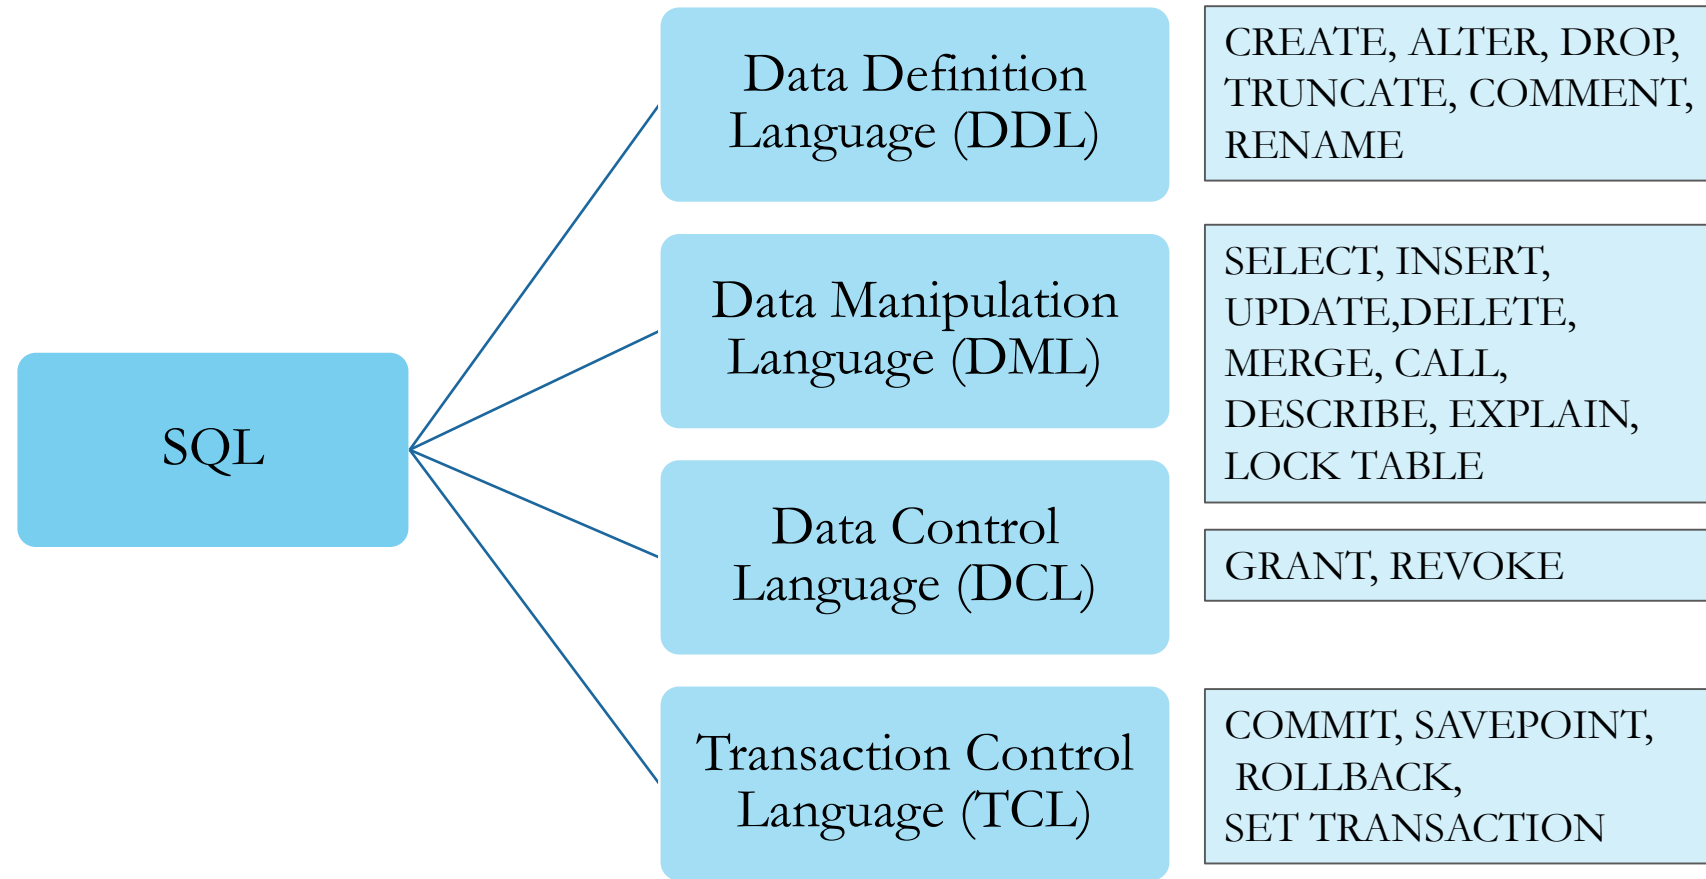 SQL
Data Definition
Language (DDL)
CREATE, ALTER, DROP,
TRUNCATE, COMMENT,
RENAME
Data Manipulation
Language (DML)
SELECT, INSERT,
UPDATE,DELETE,
MERGE, CALL,
DESCRIBE, EXPLAIN,
LOCK TABLE
Data Control
Language (DCL)
GRANT, REVOKE
Transaction Control
Language (TCL)
COMMIT, SAVEPOINT,
ROLLBACK,
SET TRANSACTION